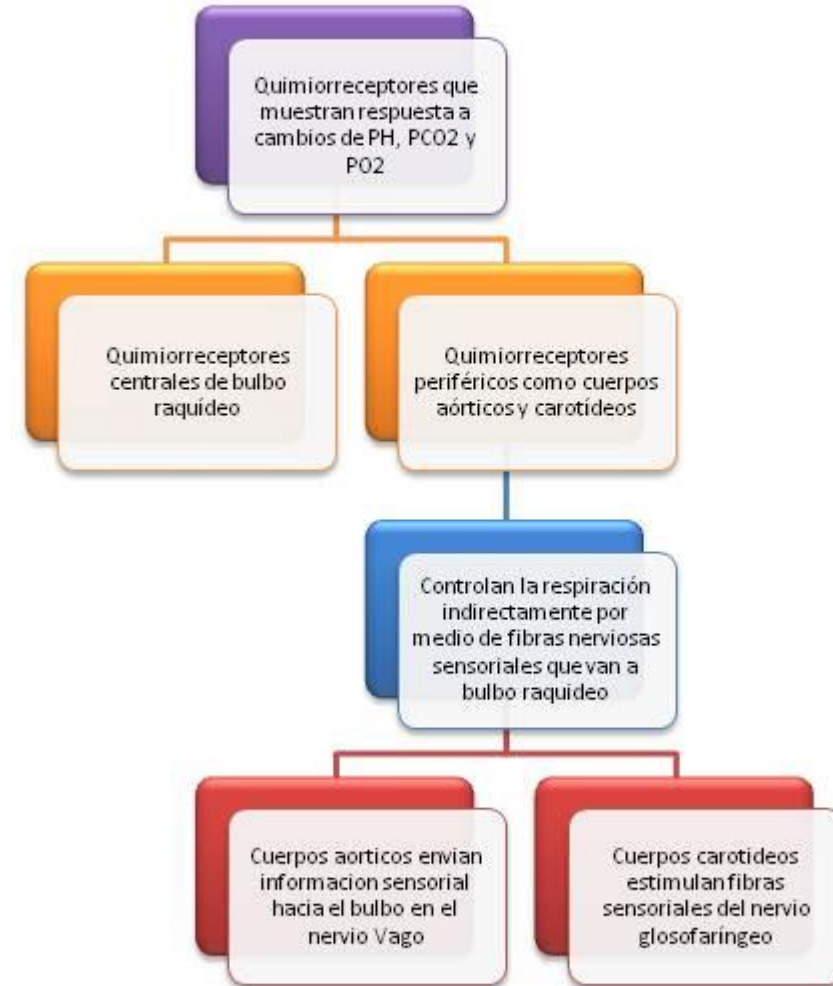 Quimiorreceptores que
muestran respuesta a
cambios de PH, PCO2 y
PO2
Quimiorreceptores
centrales de bulbo
raquídeo
Quimiorreceptores
periféricos como cuerpos
aórticos y carotídeos
Controlan la respiración
indirectamente por
medio de fibras nerviosas
sensoriales que van a
bulbo raquídeo
Cuerpos aorticos envian
informacion sensorial
hacia el bulbo en el
nervio Vago
Cuerpos carotideos
estimulan fibras
sensoriales del nervio
glosofaríngeo